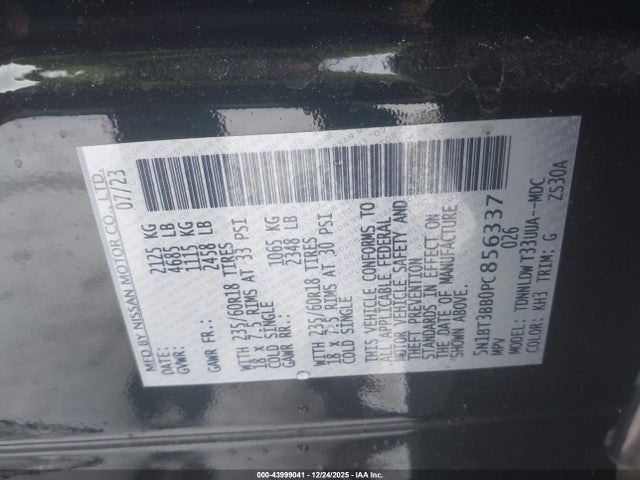 MFD BY NISSAN MOTOR CO., LTD.
DATE: 07/23
GVWR: 2125 KG
4685 LB
GAWR FR.: 1115 KG
2458 LB
WITH 235/60R18 TIRES
18 X 7.5 RIMS AT 33 PSI
COLD SINGLE
GAWR RR.: 1065 KG
2348 LB
WITH 235/60R18 TIRES
18 X 7.5 RIMS AT 30 PSI
COLD SINGLE
THIS VEHICLE CONFORMS TO
ALL APPLICABLE FEDERAL
MOTOR VEHICLE SAFETY AND
THEFT PREVENTION
STANDARDS IN EFFECT ON
THE DATE OF MANUFACTURE
SHOWN ABOVE.
5N1BT3BB0PC856337
MPV 026
TDNNLDW T33UUA--MDC
COLOR: KH3 TRIM: G ZS30A
000-43999041 - 12/24/2025 - IAA Inc.